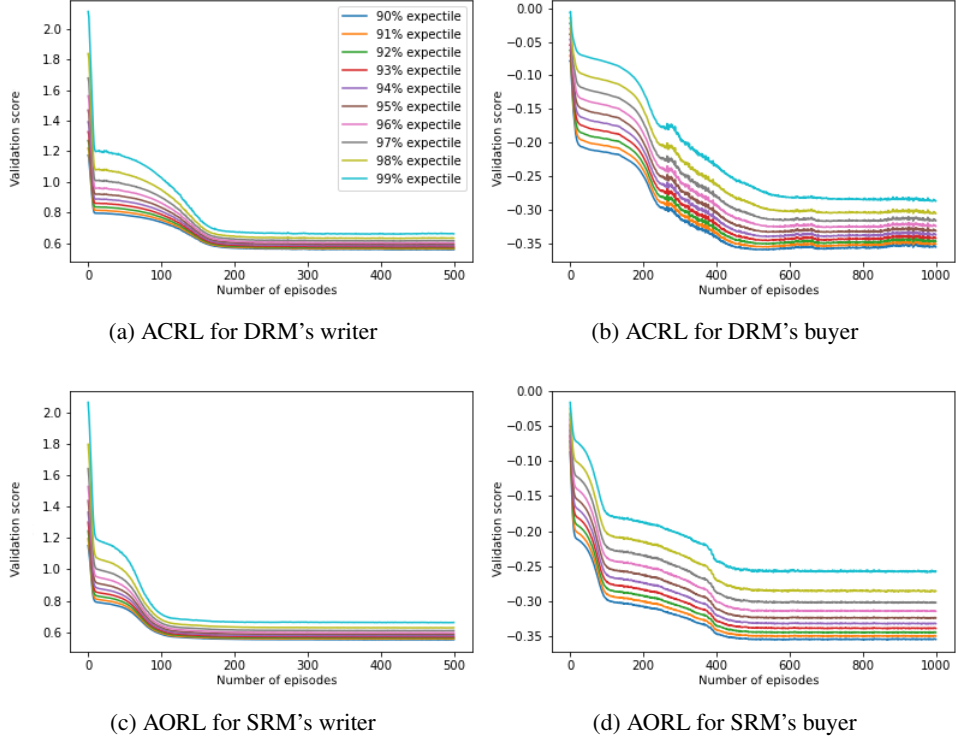 2.0
1.8
1.6
1.4
1.2
1.0
0.8
0.6
Validation score
0
100
200
300
400
500
Number of episodes
90% expectile
91% expectile
92% expectile
93% expectile
94% expectile
95% expectile
96% expectile
97% expectile
98% expectile
99% expectile
(a) ACRL for DRM's writer
0.00
−0.05
−0.10
−0.15
−0.20
−0.25
−0.30
−0.35
Validation score
0
200
400
600
800
1000
Number of episodes
(b) ACRL for DRM's buyer
2.0
1.8
1.6
1.4
1.2
1.0
0.8
0.6
Validation score
0
100
200
300
400
500
Number of episodes
(c) AORL for SRM's writer
0.00
−0.05
−0.10
−0.15
−0.20
−0.25
−0.30
−0.35
Validation score
0
200
400
600
800
1000
Number of episodes
(d) AORL for SRM's buyer